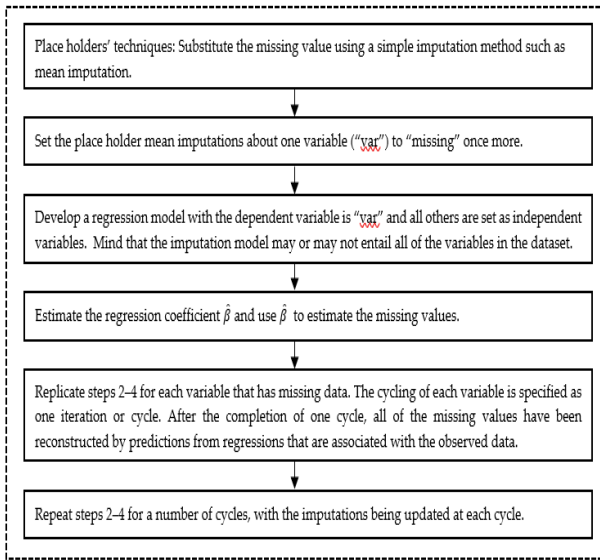 Place holders' techniques: Substitute the missing value using a simple imputation method such as
mean imputation.
Set the place holder mean imputations about one variable ("var") to "missing" once more.
Develop a regression model with the dependent variable is "var" and all others are set as independent
variables. Mind that the imputation model may or may not entail all of the variables in the dataset.
Estimate the regression coefficient β̂ and use β̂ to estimate the missing values.
Replicate steps 2–4 for each variable that has missing data. The cycling of each variable is specified as
one iteration or cycle. After the completion of one cycle, all of the missing values have been
reconstructed by predictions from regressions that are associated with the observed data.
Repeat steps 2–4 for a number of cycles, with the imputations being updated at each cycle.